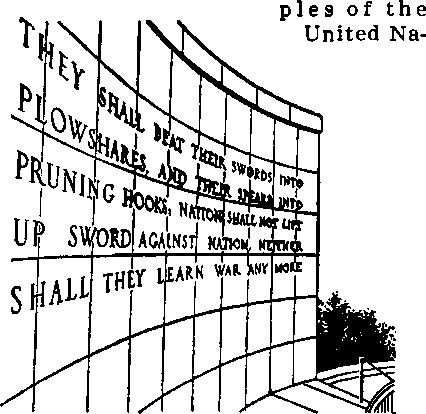 ples of the
United Na-
THEY SHALL BEAT THEIR SWORDS INTO
PLOWSHARES, AND THEIR SPEARS INTO
PRUNING HOOKS, NATION SHALL NOT LIFT
UP SWORD AGAINST NATION, NEITHER
SHALL THEY LEARN WAR ANY MORE